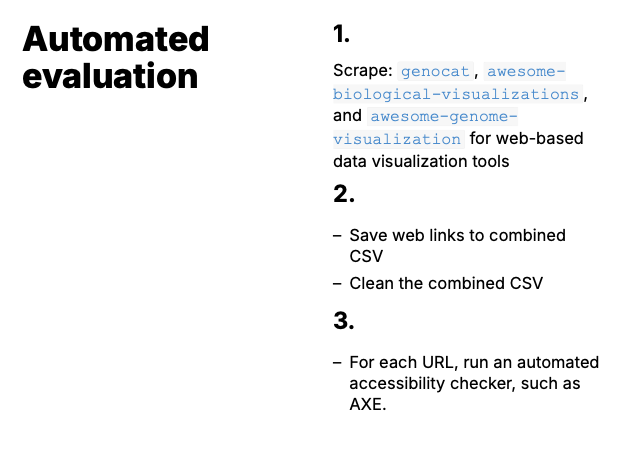 Automated
evaluation
1.
Scrape: genocat, awesome-
biological-visualizations,
and awesome-genome-
visualization for web-based
data visualization tools
2.
– Save web links to combined
CSV
– Clean the combined CSV
3.
– For each URL, run an automated
accessibility checker, such as
AXE.